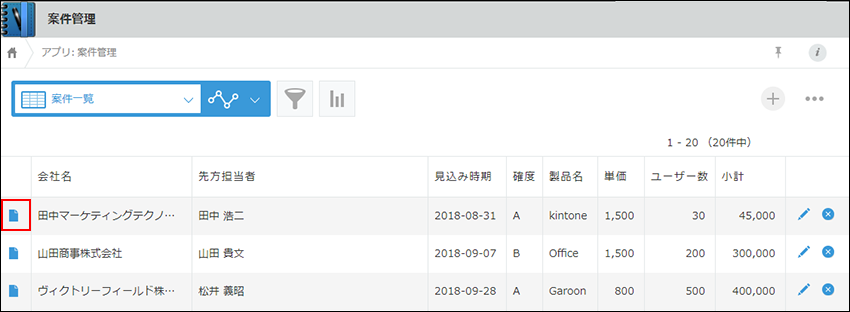 案件管理
アプリ: 案件管理
案件一覧
1 - 20 (20件中)
会社名 先方担当者 見込み時期 確度 製品名 単価 ユーザー数 小計
田中マーケティングテクノ… 田中 浩二 2018-08-31 A kintone 1,500 30 45,000
山田商事株式会社 山田 貴文 2018-09-07 B Office 1,500 200 300,000
ヴィクトリーフィールド株… 松井 義昭 2018-09-28 A Garoon 800 500 400,000